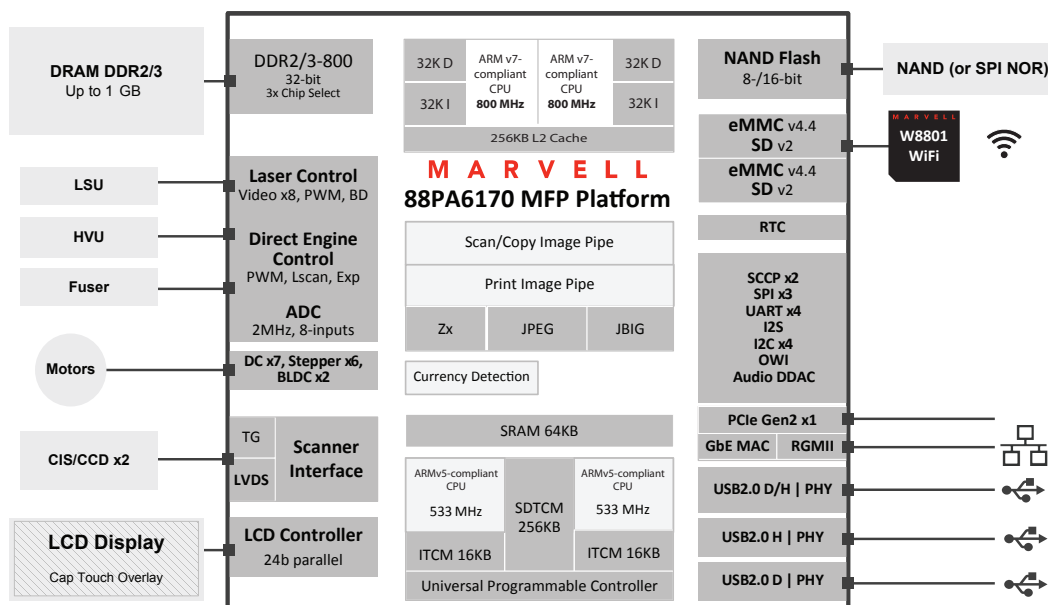 DRAM DDR2/3
Up to 1 GB
LSU
HVU
Fuser
Motors
CIS/CCD x2
LCD Display
Cap Touch Overlay
DDR2/3-800
32-bit
3x Chip Select
Laser Control
Video x8, PWM, BD
Direct Engine
Control
PWM, Lscan, Exp
ADC
2MHz, 8-inputs
DC x7, Stepper x6,
BLDC x2
TG
LVDS
Scanner
Interface
LCD Controller
24b parallel
32K D
32K I
ARM v7-
compliant
CPU
800 MHz
ARM v7-
compliant
CPU
800 MHz
32K D
32K I
256KB L2 Cache
MARVELL
88PA6170 MFP Platform
Scan/Copy Image Pipe
Print Image Pipe
Zx
JPEG
JBIG
Currency Detection
SRAM 64KB
ARMv5-compliant
CPU
533 MHz
SDTCM
256KB
ARMv5-compliant
CPU
533 MHz
ITCM 16KB
ITCM 16KB
Universal Programmable Controller
NAND Flash
8-/16-bit
eMMC v4.4
SD v2
eMMC v4.4
SD v2
RTC
SCCP x2
SPI x3
UART x4
I2S
I2C x4
OWI
Audio DDAC
PCIe Gen2 x1
GbE MAC
RGMII
USB2.0 D/H | PHY
USB2.0 H | PHY
USB2.0 D | PHY
NAND (or SPI NOR)
MARVELL
W8801
WiFi